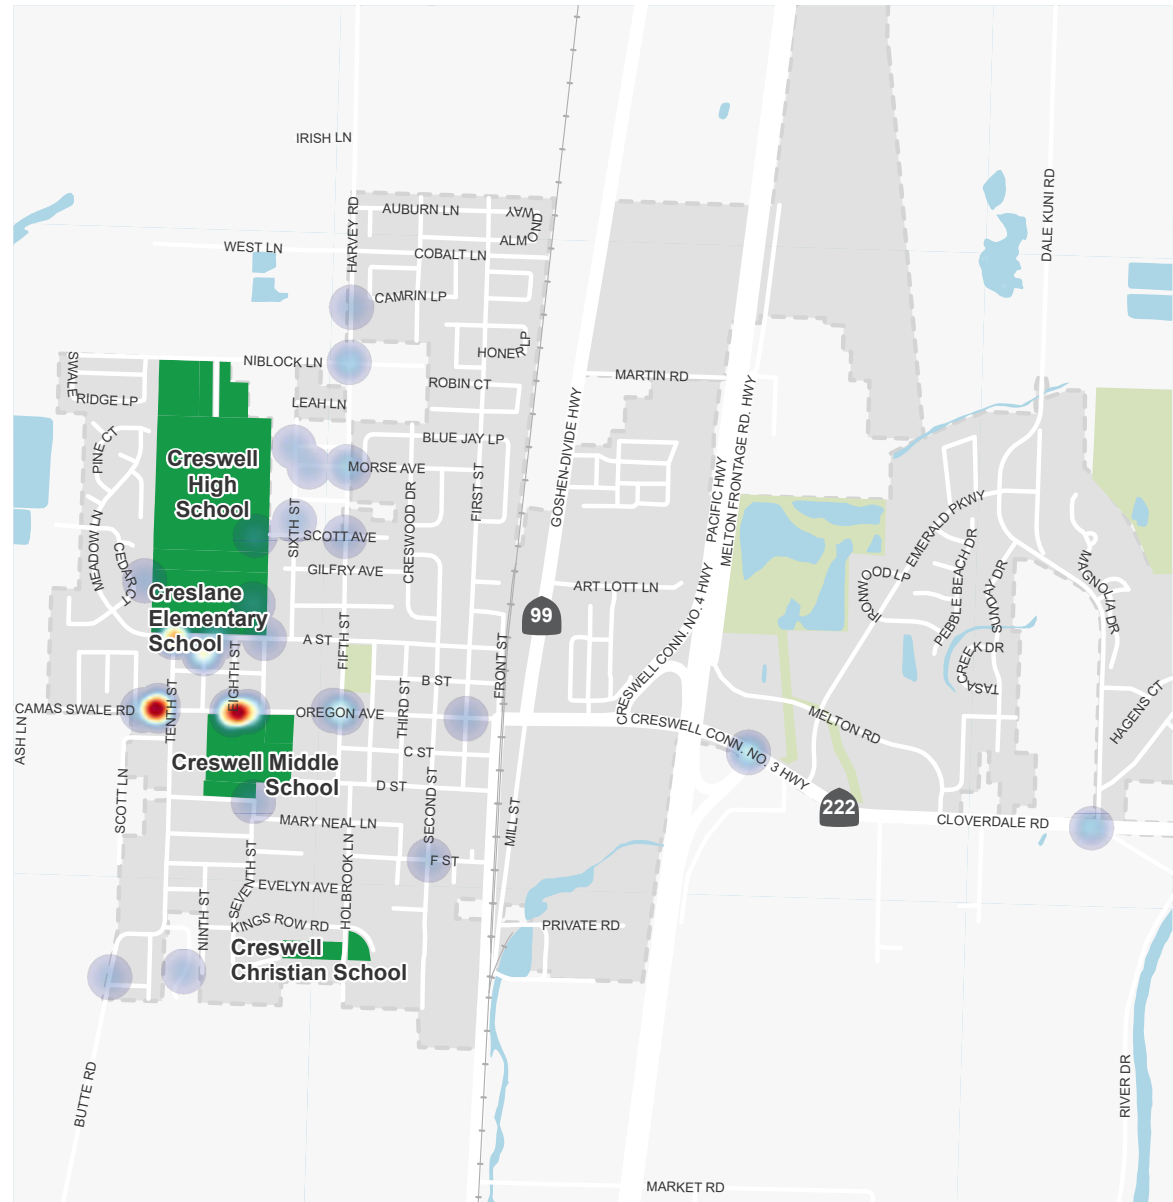 IRISH LN
HARVEY RD
AUBURN LN
ALMOND WAY
WEST LN
COBALT LN
CAMRIN LP
DALE KUNI RD
SWALE
RIDGE LP
NIBLOCK LN
HONER LP
ROBIN CT
LEAH LN
MARTIN RD
GOSHEN-DIVIDE HWY
PACIFIC HWY
MELTON FRONTAGE RD. HWY
PINE CT
BLUE JAY LP
MORSE AVE
Creswell
High
School
FIRST ST
CRESWOOD DR
SIXTH ST
SCOTT AVE
MEADOW LN
CEDAR CT
GILFRY AVE
EMERALD PKWY
IRONWOOD LP
PEBBLE BEACH DR
SUNDAY DR
MAGNOLIA DR
ART LOTT LN
99
Creslane
Elementary
School
A ST
FIFTH ST
EIGHTH ST
B ST
FRONT ST
CRESWELL CONN. NO. 4 HWY
CREEK DR
TASA
HAGENS CT
CAMAS SWALE RD
ASH LN
TENTH ST
OREGON AVE
THIRD ST
CRESWELL CONN. NO. 3 HWY
MELTON RD
C ST
Creswell Middle
School
D ST
SCOTT LN
SECOND ST
MILL ST
222
CLOVERDALE RD
MARY NEAL LN
F ST
SEVENTH ST
HOLBROOK LN
EVELYN AVE
NINTH ST
KINGS ROW RD
PRIVATE RD
Creswell
Christian School
BUTTE RD
RIVER DR
MARKET RD